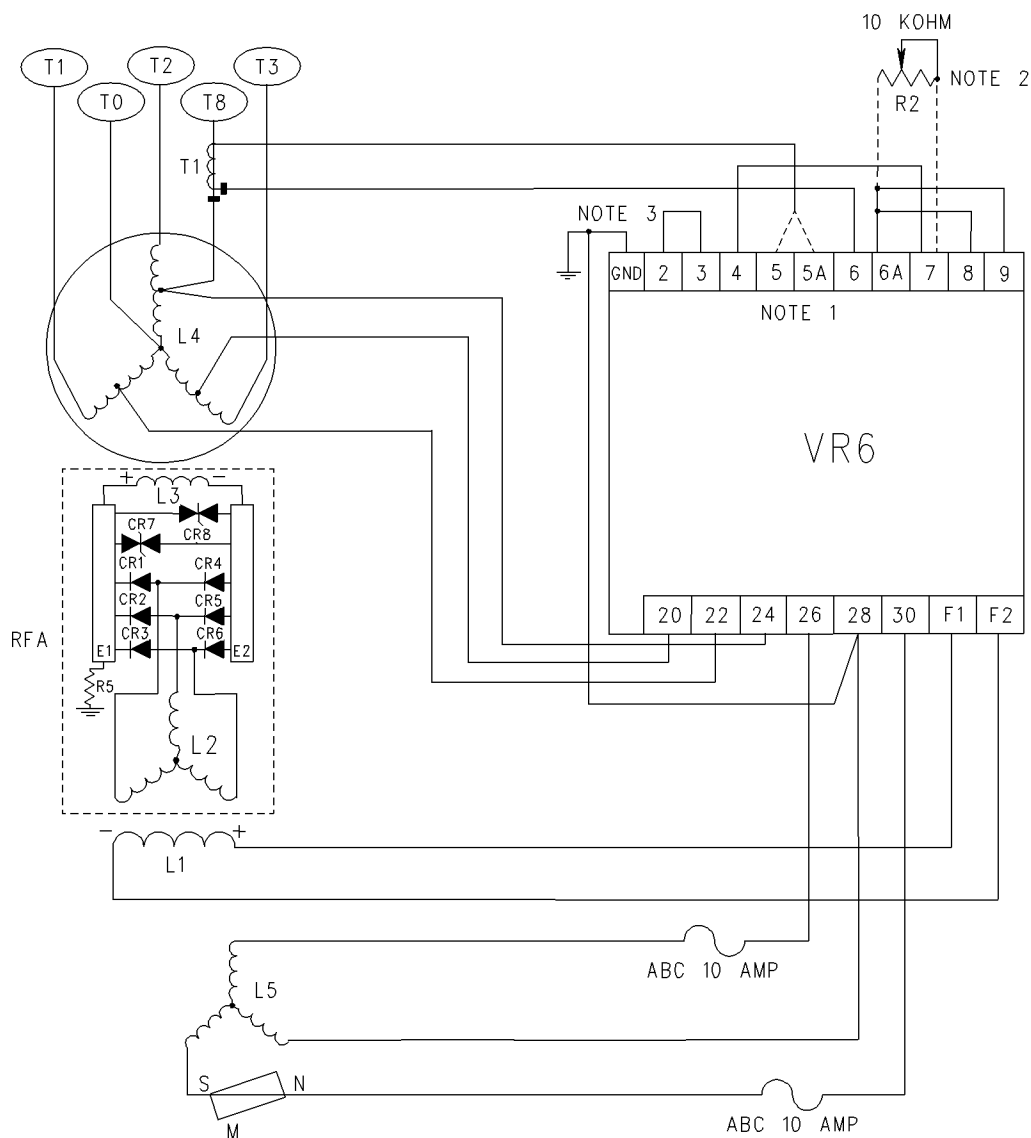 10 KOHM
T1
T2
T3
T0
T8
NOTE 2
R2
T1
NOTE 3
GND 2 3 4 5 5A 6 6A 7 8 9
NOTE 1
L4
VR6
+ L3 -
CR8
CR7
CR1 CR4
CR2 CR5
CR3 CR6
RFA
E1 E2
R5
L2
20 22 24 26 28 30 F1 F2
- L1 +
ABC 10 AMP
L5
S N
M
ABC 10 AMP